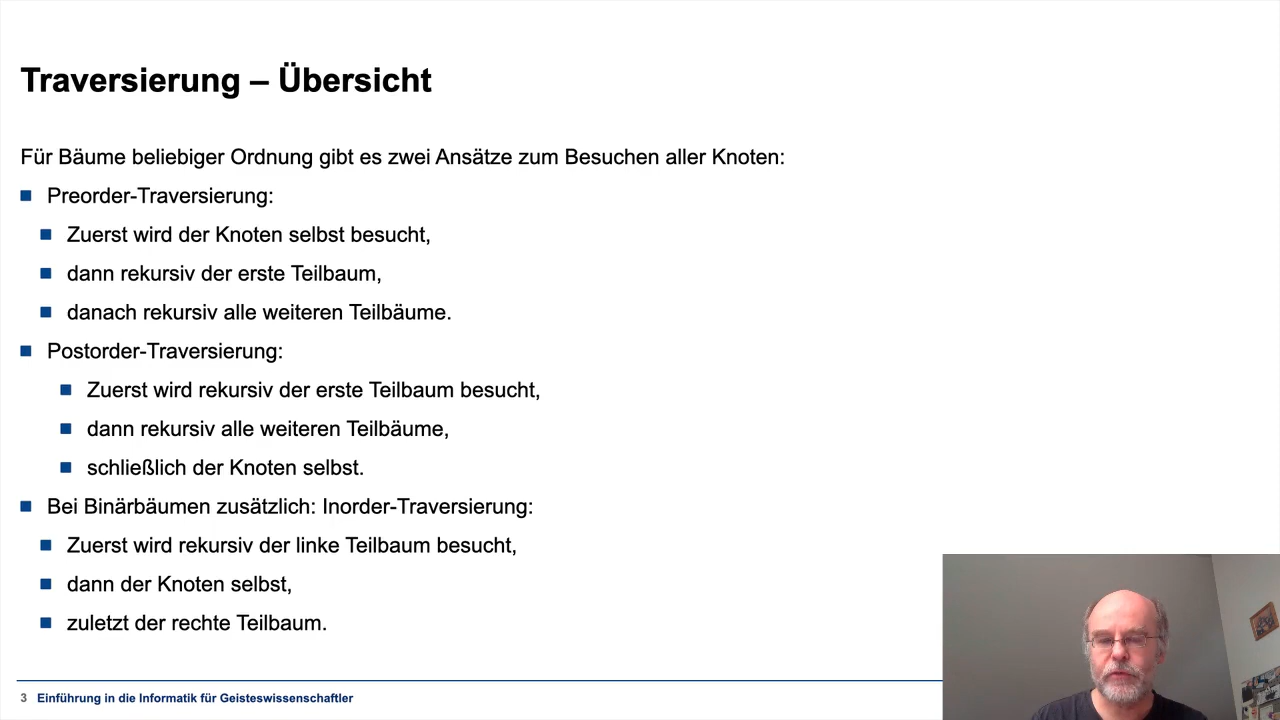 Traversierung – Übersicht
Für Bäume beliebiger Ordnung gibt es zwei Ansätze zum Besuchen aller Knoten:
Preorder-Traversierung:
Zuerst wird der Knoten selbst besucht,
dann rekursiv der erste Teilbaum,
danach rekursiv alle weiteren Teilbäume.
Postorder-Traversierung:
Zuerst wird rekursiv der erste Teilbaum besucht,
dann rekursiv alle weiteren Teilbäume,
schließlich der Knoten selbst.
Bei Binärbäumen zusätzlich: Inorder-Traversierung:
Zuerst wird rekursiv der linke Teilbaum besucht,
dann der Knoten selbst,
zuletzt der rechte Teilbaum.
3 Einführung in die Informatik für Geisteswissenschaftler